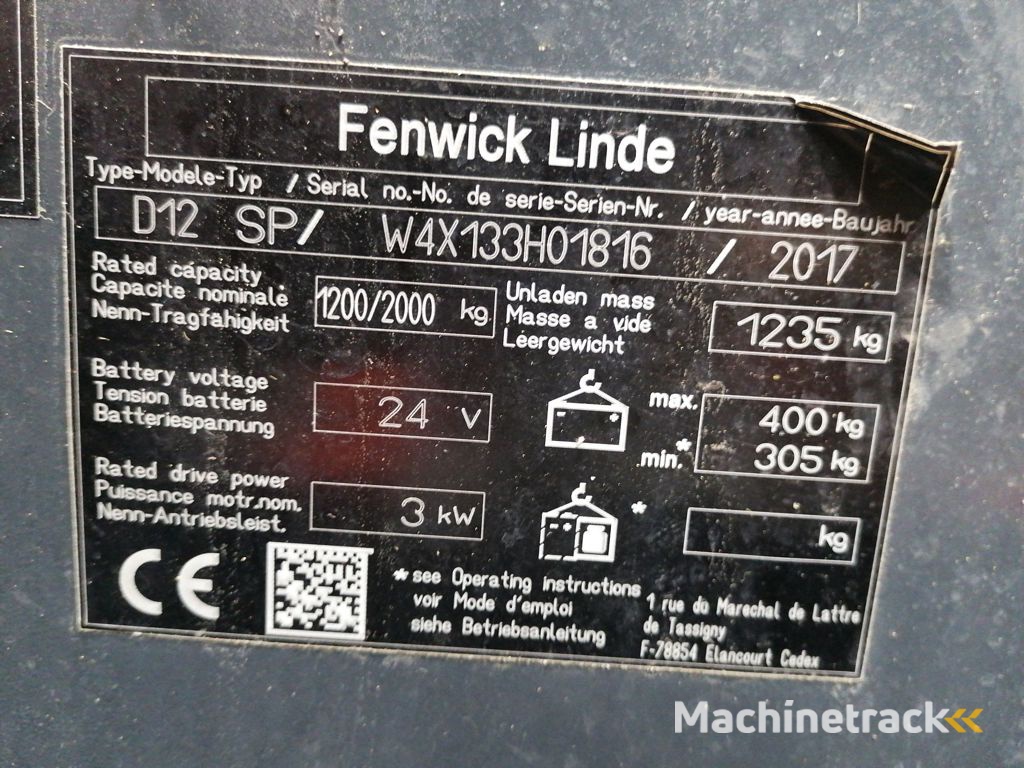 Fenwick Linde
Type-Modele-Typ / Serial no.-No. de serie-Serien-Nr. / year-annee-Baujahr
D12 SP/ W4X133H01816 / 2017
Rated capacity
Capacite nominale
Nenn-Tragfähigkeit
1200/2000 kg
Unladen mass
Masse a vide
Leergewicht
1235 kg
Battery voltage
Tension batterie
Batteriespannung
24 V
max. 400 kg
min.* 305 kg
Rated drive power
Puissance motr.nom.
Nenn-Antriebsleist.
3 kW
* kg
CE
*see Operating instructions
voir Mode d'emploi
siehe Betriebsanleitung
1 rue du Marechal de Lattre
de Tassigny
F-78854 Elancourt Cedex
Machinetrack